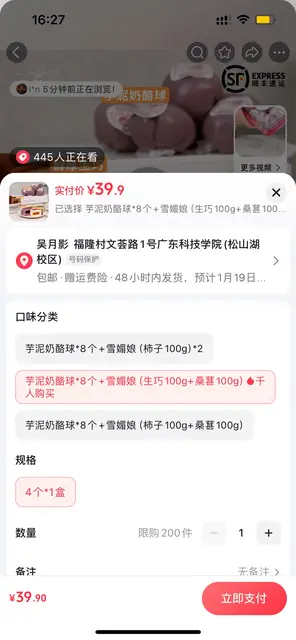 16:27
SF EXPRESS
顺丰速运
i*n 5分钟前正在浏览!
芋泥奶酪球
445人正在看
更多视频
实付价 ¥39.9
已选择 芋泥奶酪球*8个+雪媚娘 (生巧100g+桑葚100...
吴月影 福隆村文荟路1号广东科技学院(松山湖
校区) 号码保护
包邮·赠运费险·48小时内发货，预计1月19日...
口味分类
芋泥奶酪球*8个+雪媚娘 (柿子100g)*2
芋泥奶酪球*8个+雪媚娘 (生巧100g+桑葚100g) 千
人购买
芋泥奶酪球*8个+雪媚娘 (柿子100g+桑葚100g)
规格
4个*1盒
数量
限购200件
1
备注
无备注
¥39.90
立即支付